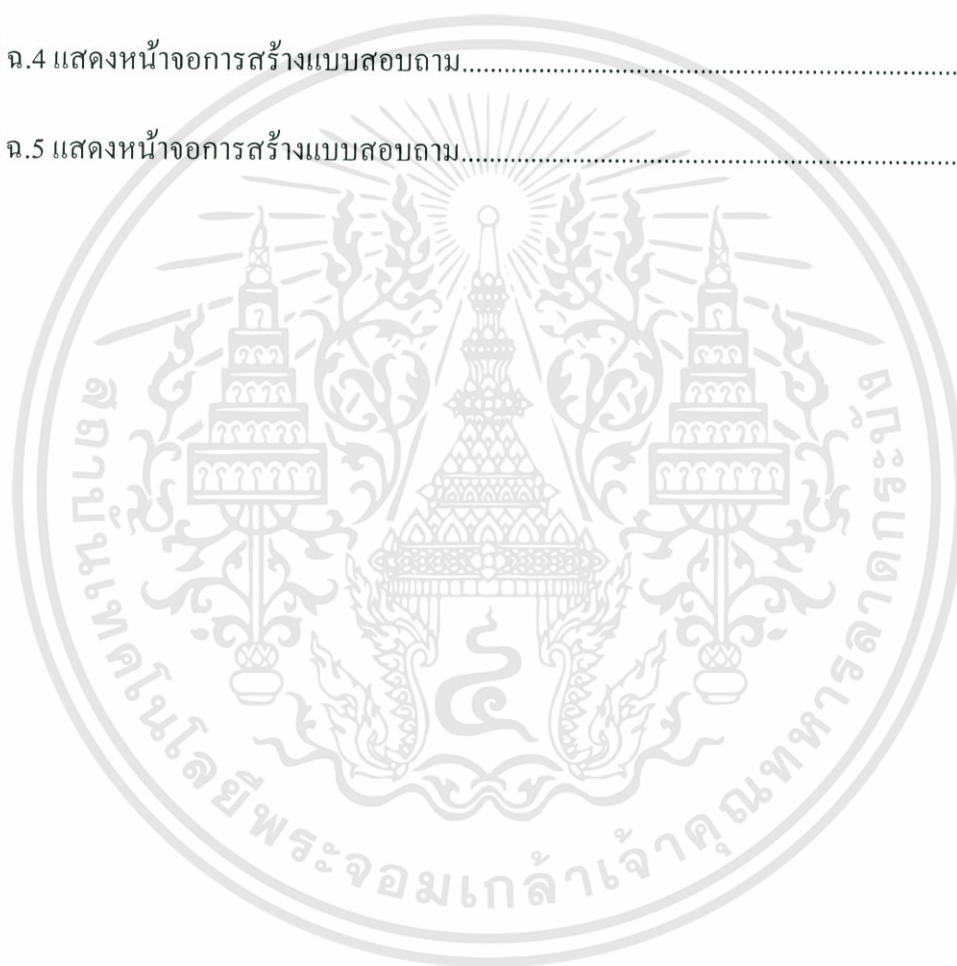 ฉ.4 แสดงหน้าจอการสร้างแบบสอบถาม................................................................................
ฉ.5 แสดงหน้าจอการสร้างแบบสอบถาม................................................................................
สถาบันเทคโนโลยีพระจอมเกล้าเจ้าคุณทหารลาดกระบัง